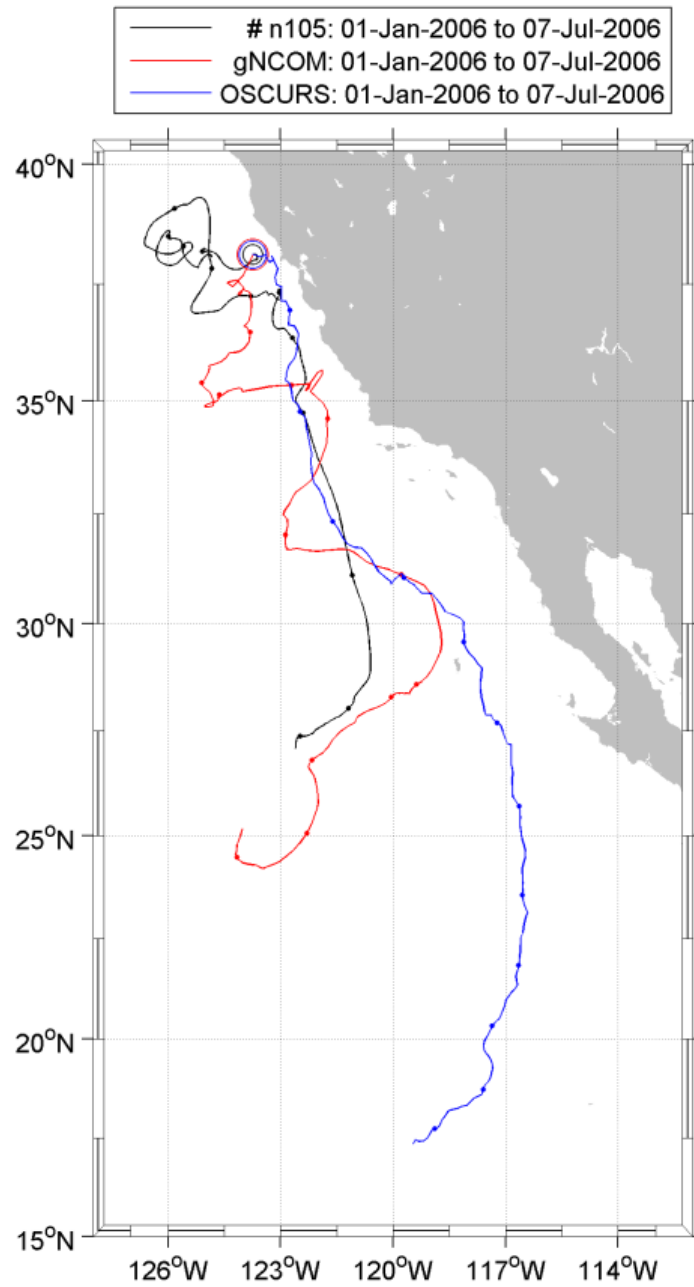 # n105: 01-Jan-2006 to 07-Jul-2006
gNCOM: 01-Jan-2006 to 07-Jul-2006
OSCURS: 01-Jan-2006 to 07-Jul-2006
40°N
35°N
30°N
25°N
20°N
15°N
126°W 123°W 120°W 117°W 114°W